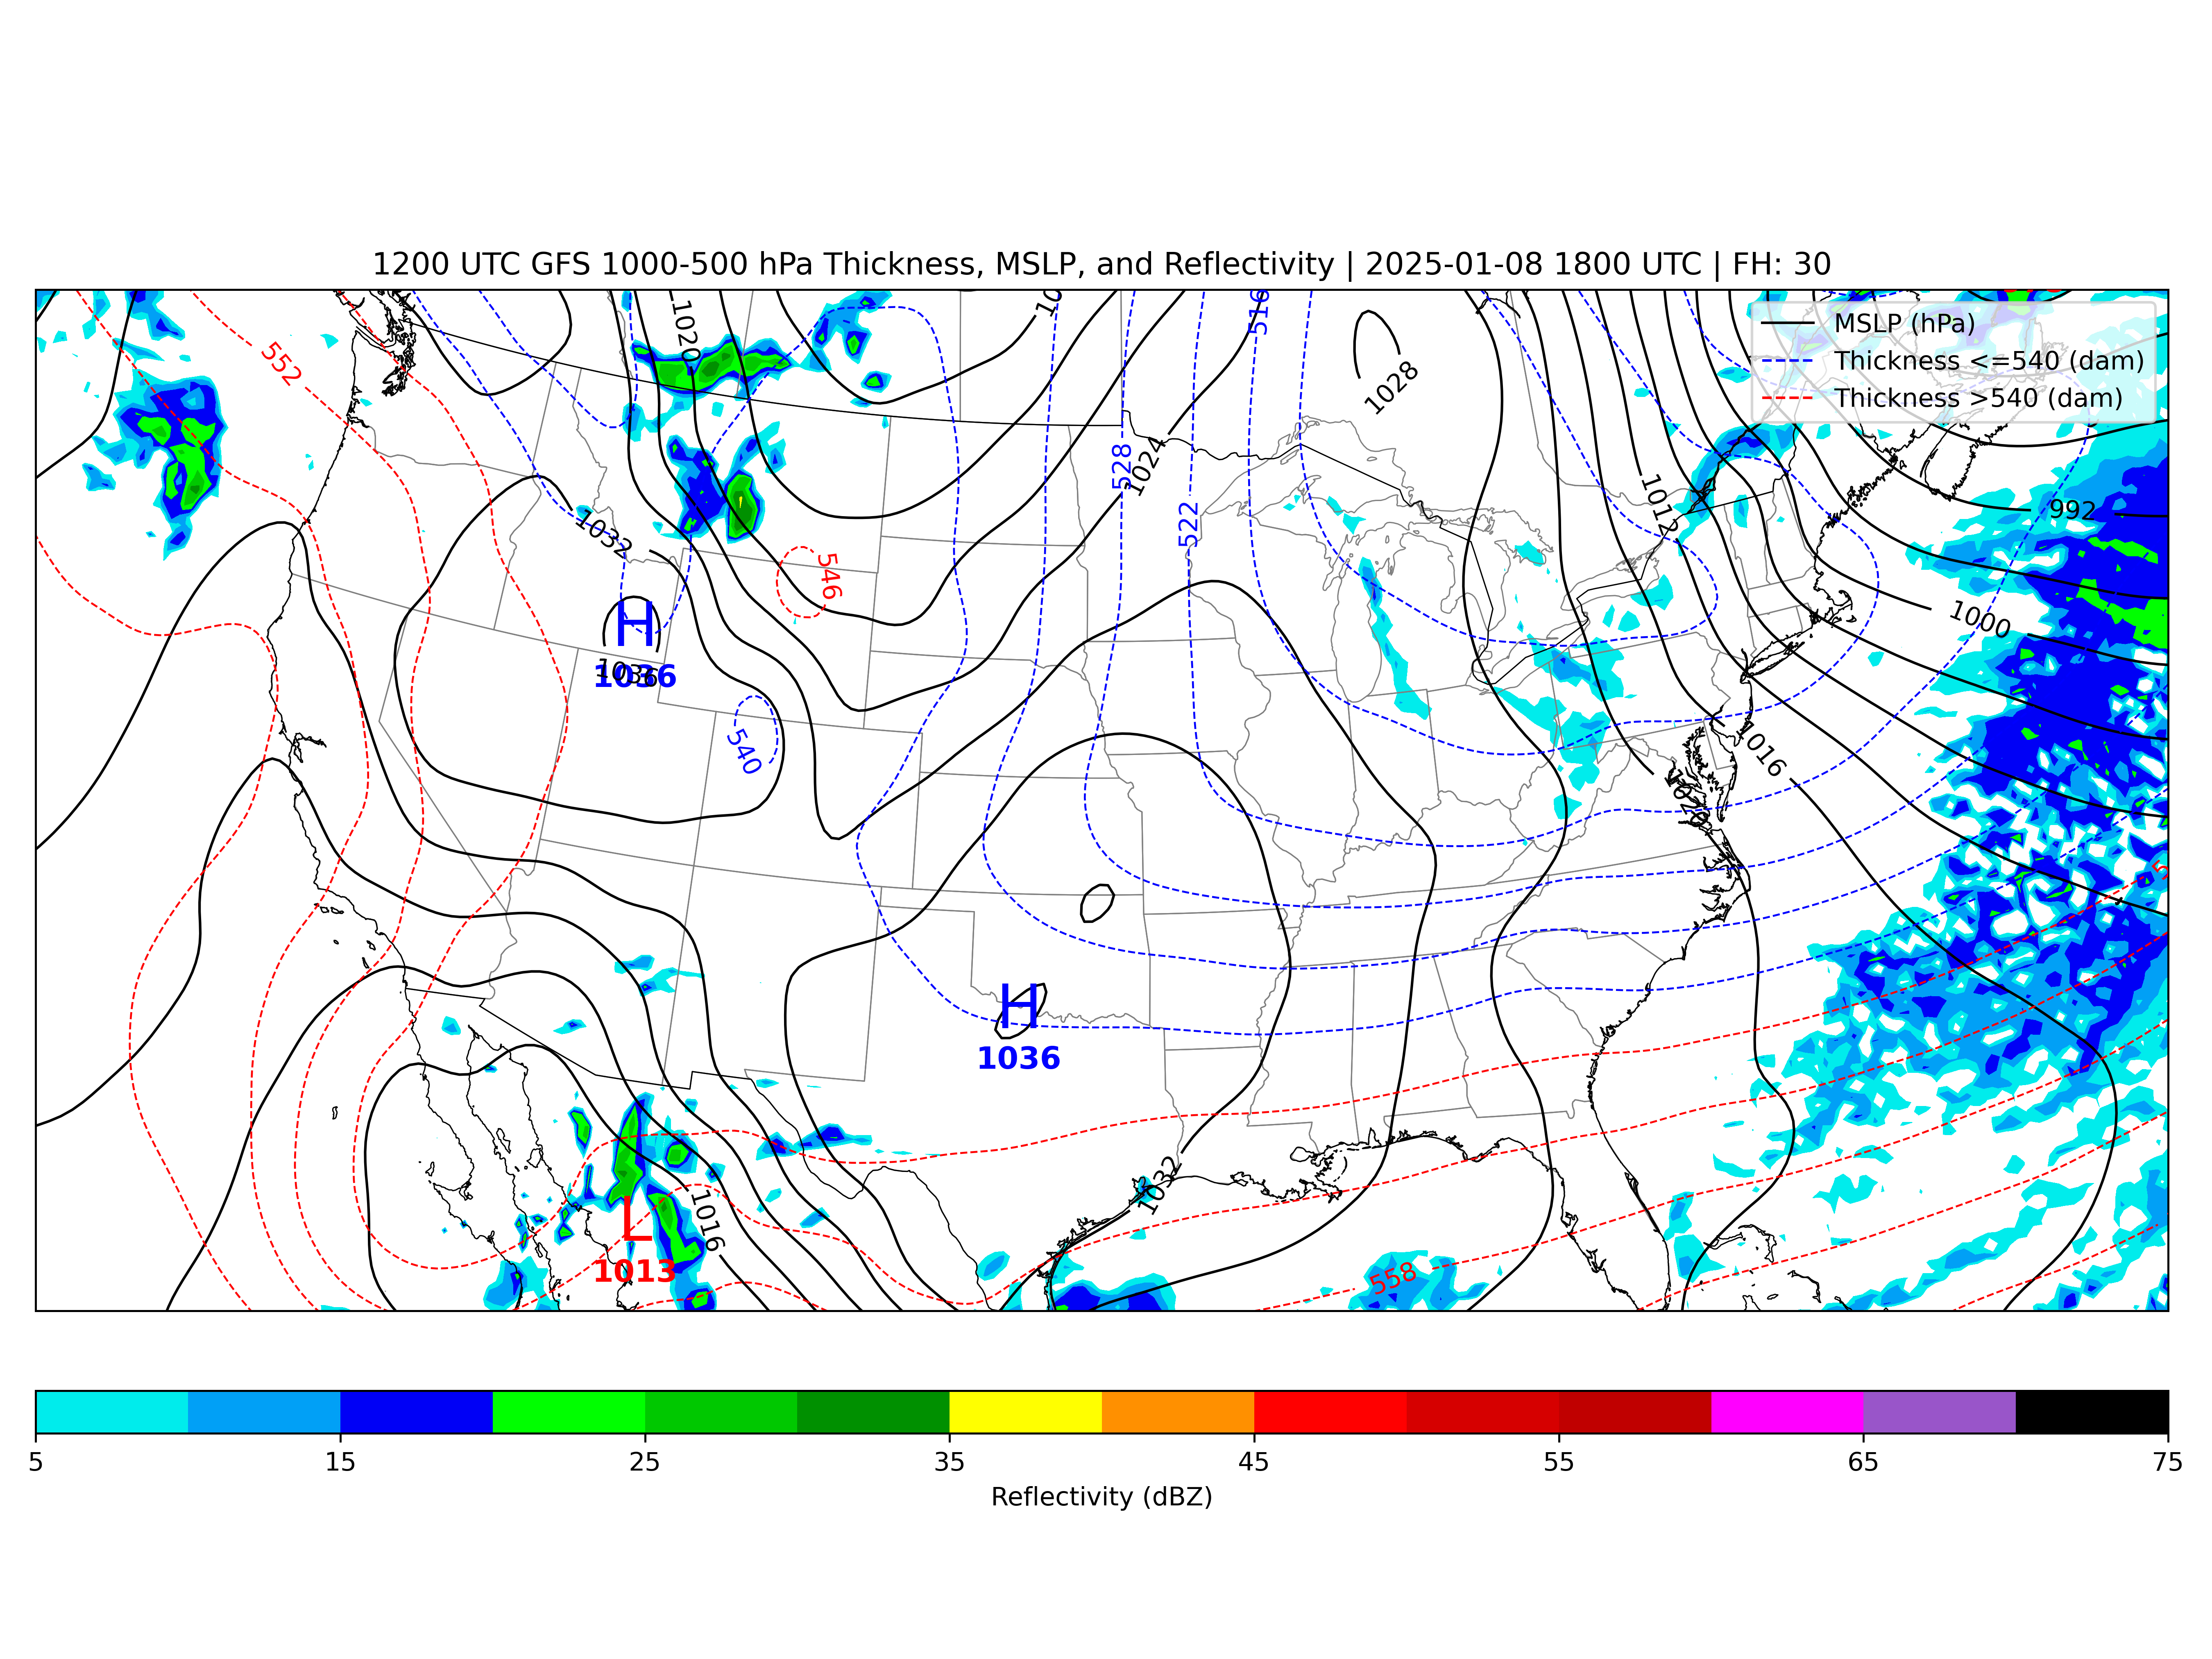 1200 UTC GFS 1000-500 hPa Thickness, MSLP, and Reflectivity | 2025-01-08 1800 UTC | FH: 30
MSLP (hPa)
Thickness <=540 (dam)
Thickness >540 (dam)
1020
516
552
1028
528
1024
1012
992
522
1032
546
1000
H
1036
1036
540
1016
1020
H
1036
1032
L
1013
1016
558
5 15 25 35 45 55 65 75
Reflectivity (dBZ)